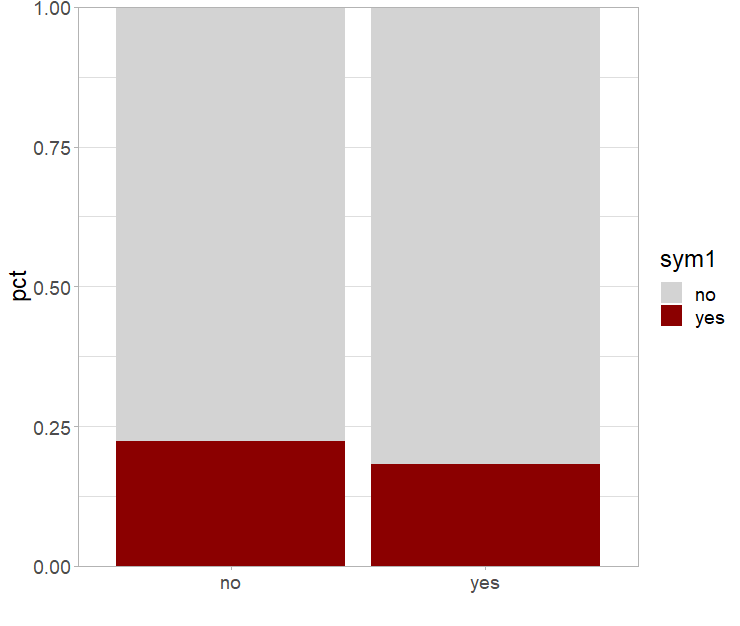 1.00
0.75
0.50
0.25
0.00
pct
no
yes
sym1
no
yes